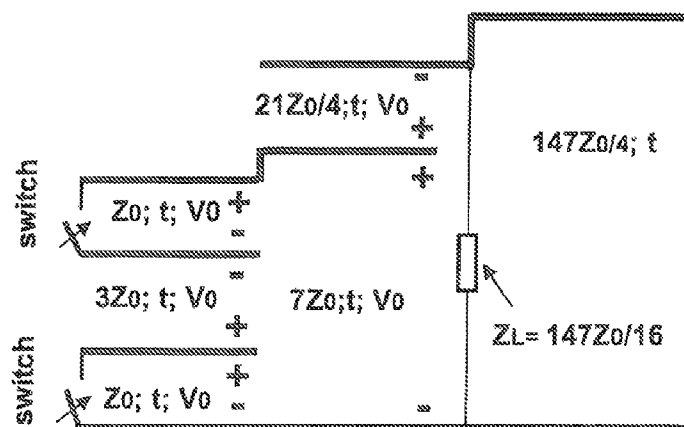 21Z0/4;t; V0
-
+
147Z0/4; t
switch
Z0; t; V0
+
-
+
3Z0; t; V0
-
+
7Z0;t; V0
ZL= 147Z0/16
switch
Z0; t; V0
+
-
-